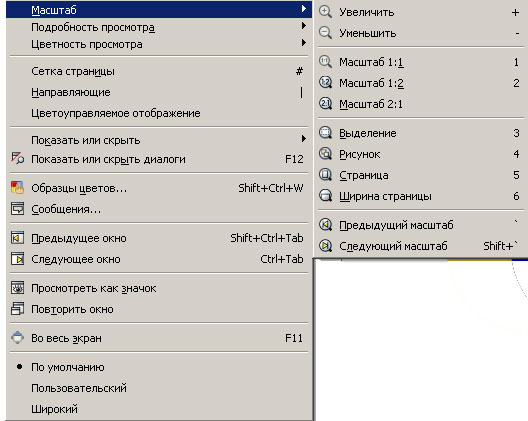 Масштаб
Подробность просмотра
Цветность просмотра
Сетка страницы #
Направляющие |
Цветоуправляемое отображение
Показать или скрыть
Показать или скрыть диалоги F12
Образцы цветов... Shift+Ctrl+W
Сообщения...
Предыдущее окно Shift+Ctrl+Tab
Следующее окно Ctrl+Tab
Просмотреть как значок
Повторить окно
Во весь экран F11
По умолчанию
Пользовательский
Широкий
Увеличить +
Уменьшить -
Масштаб 1:1 1
Масштаб 1:2 2
Масштаб 2:1
Выделение 3
Рисунок 4
Страница 5
Ширина страницы 6
Предыдущий масштаб `
Следующий масштаб Shift+`